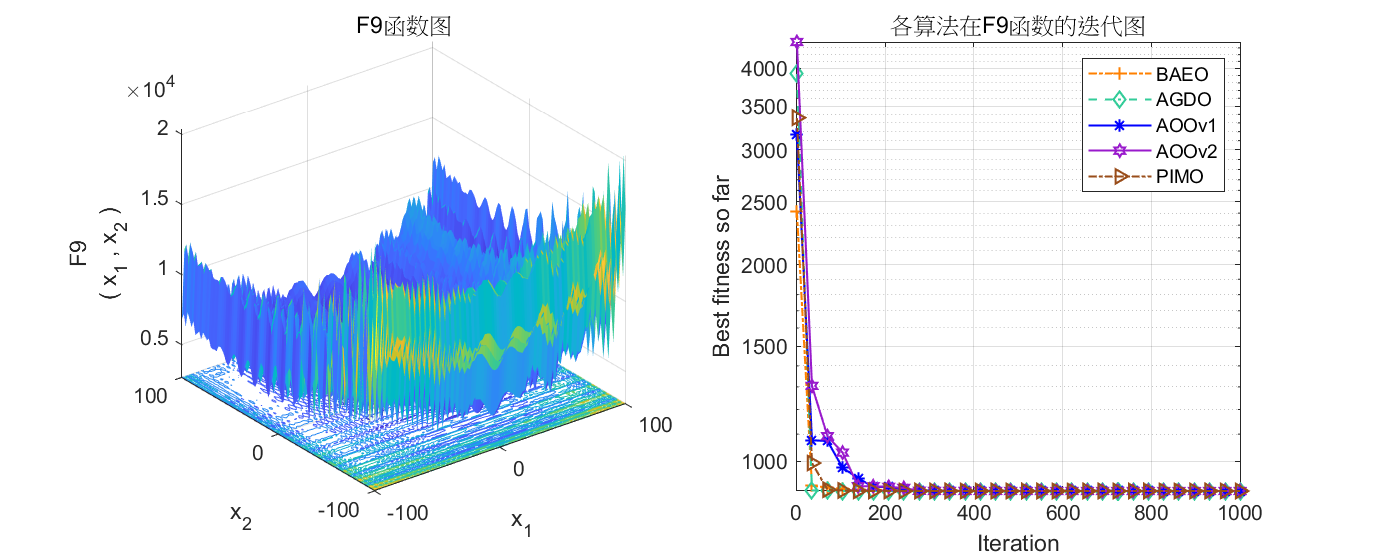 F9函数图
×10⁴
2
1.5
1
0.5
F9
( x₁ , x₂ )
100
0
-100
x₂
-100
0
100
x₁
各算法在F9函数的迭代图
4000
3500
3000
2500
2000
1500
1000
Best fitness so far
BAEO
AGDO
AOOv1
AOOv2
PIMO
0
200
400
600
800
1000
Iteration